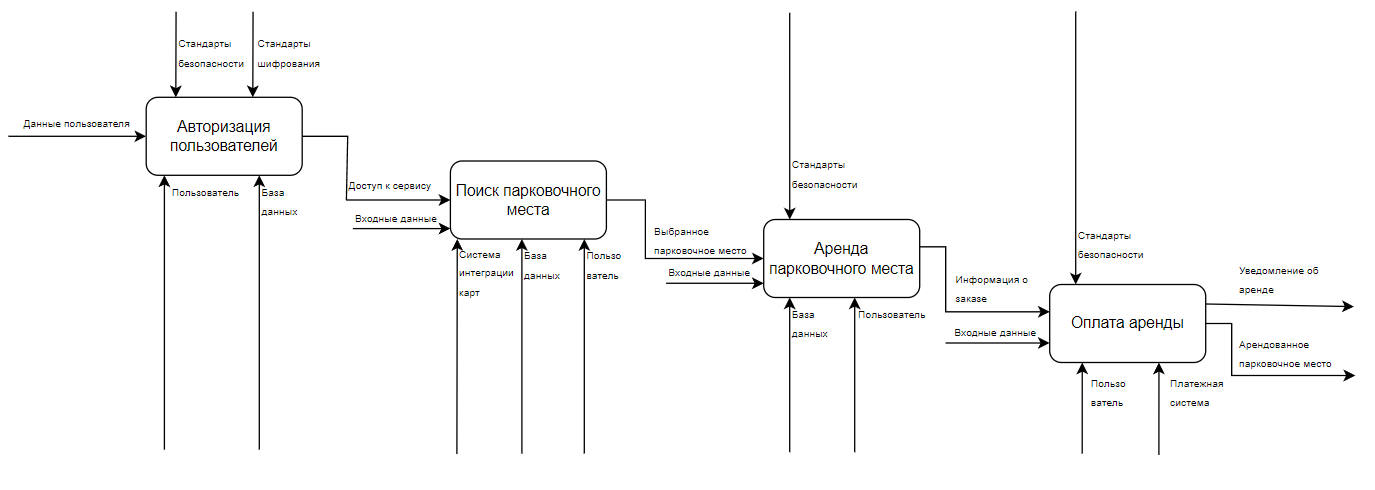 Стандарты
безопасности
Стандарты
шифрования
Данные пользователя
Авторизация
пользователей
Пользователь
База
данных
Доступ к сервису
Входные данные
Поиск парковочного
места
Система
интеграции
карт
База
данных
Пользо
ватель
Выбранное
парковочное место
Входные данные
Стандарты
безопасности
Аренда
парковочного места
База
данных
Пользователь
Информация о
заказе
Входные данные
Стандарты
безопасности
Оплата аренды
Пользо
ватель
Платежная
система
Уведомление об
аренде
Арендованное
парковочное место